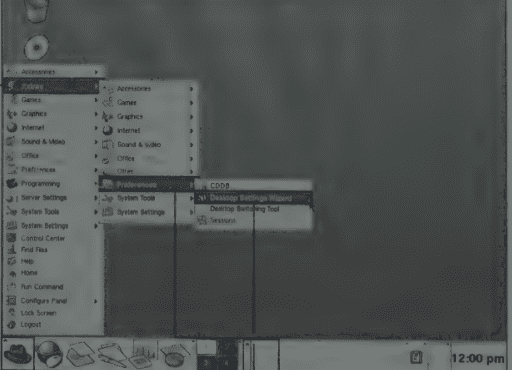 Accessories
Extras
Games
Graphics
Internet
Sound & Video
Office
Preferences
Programming
Server Settings
System Tools
System Settings
Control Center
Find Files
Help
Home
Run Command
Configure Panel
Lock Screen
Logout
Accessories
Games
Graphics
Internet
Sound & Video
Office
Other
Preferences
System Tools
System Settings
CDDB
Desktop Settings Wizard
Desktop Switching Tool
Sessions
12:00 pm